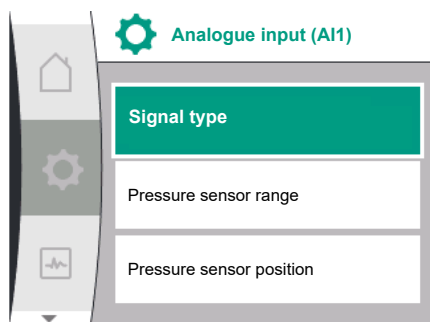 Analogue input (AI1)
Signal type
Pressure sensor range
Pressure sensor position